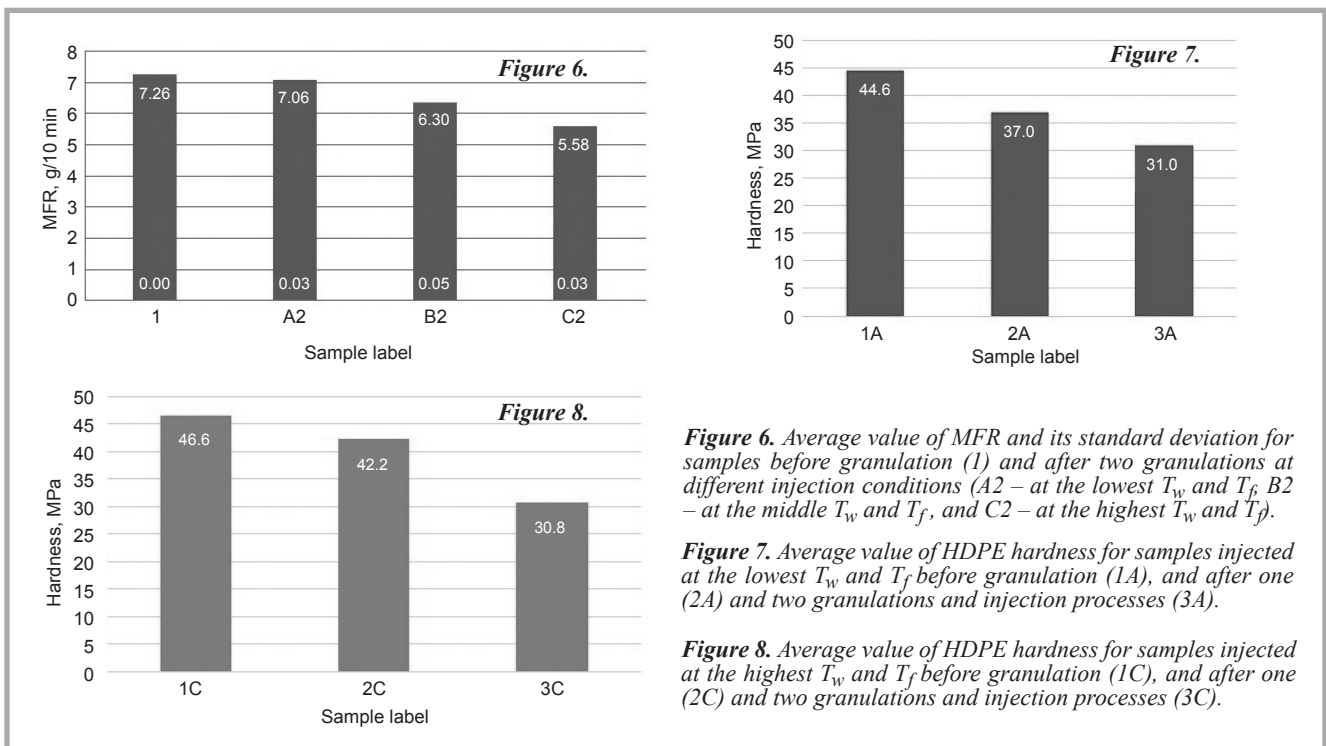 Figure 6.
MFR, g/10 min
8
7
6
5
4
3
2
1
0
7.26
7.06
6.30
5.58
0.00
0.03
0.05
0.03
1
A2
B2
C2
Sample label
Figure 7.
Hardness, MPa
50
45
40
35
30
25
20
15
10
5
0
44.6
37.0
31.0
1A
2A
3A
Sample label
Figure 8.
Hardness, MPa
50
45
40
35
30
25
20
15
10
5
0
46.6
42.2
30.8
1C
2C
3C
Sample label
Figure 6. Average value of MFR and its standard deviation for
samples before granulation (1) and after two granulations at
different injection conditions (A2 – at the lowest Tw and Tf, B2
– at the middle Tw and Tf , and C2 – at the highest Tw and Tf).
Figure 7. Average value of HDPE hardness for samples injected
at the lowest Tw and Tf before granulation (1A), and after one
(2A) and two granulations and injection processes (3A).
Figure 8. Average value of HDPE hardness for samples injected
at the highest Tw and Tf before granulation (1C), and after one
(2C) and two granulations and injection processes (3C).